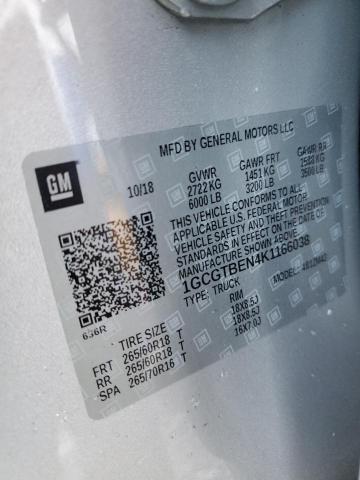 MFD BY GENERAL MOTORS LLC
GM
10/18
GVWR GAWR FRT GAWR RR
2722 KG 1451 KG 1588 KG
6000 LB 3200 LB 3500 LB
THIS VEHICLE CONFORMS TO ALL
APPLICABLE U.S. FEDERAL MOTOR
VEHICLE SAFETY AND THEFT PREVENTION
STANDARDS IN EFFECT ON THE DATE OF
MANUFACTURE SHOWN ABOVE.
1GCGTBEN4K1166038
TYPE: TRUCK MODEL:
636R
TIRE SIZE RIM
FRT 265/60R18 T 18X8.5J
RR 265/60R18 T 18X8.5J
SPA 265/70R16 T 16X7.0J